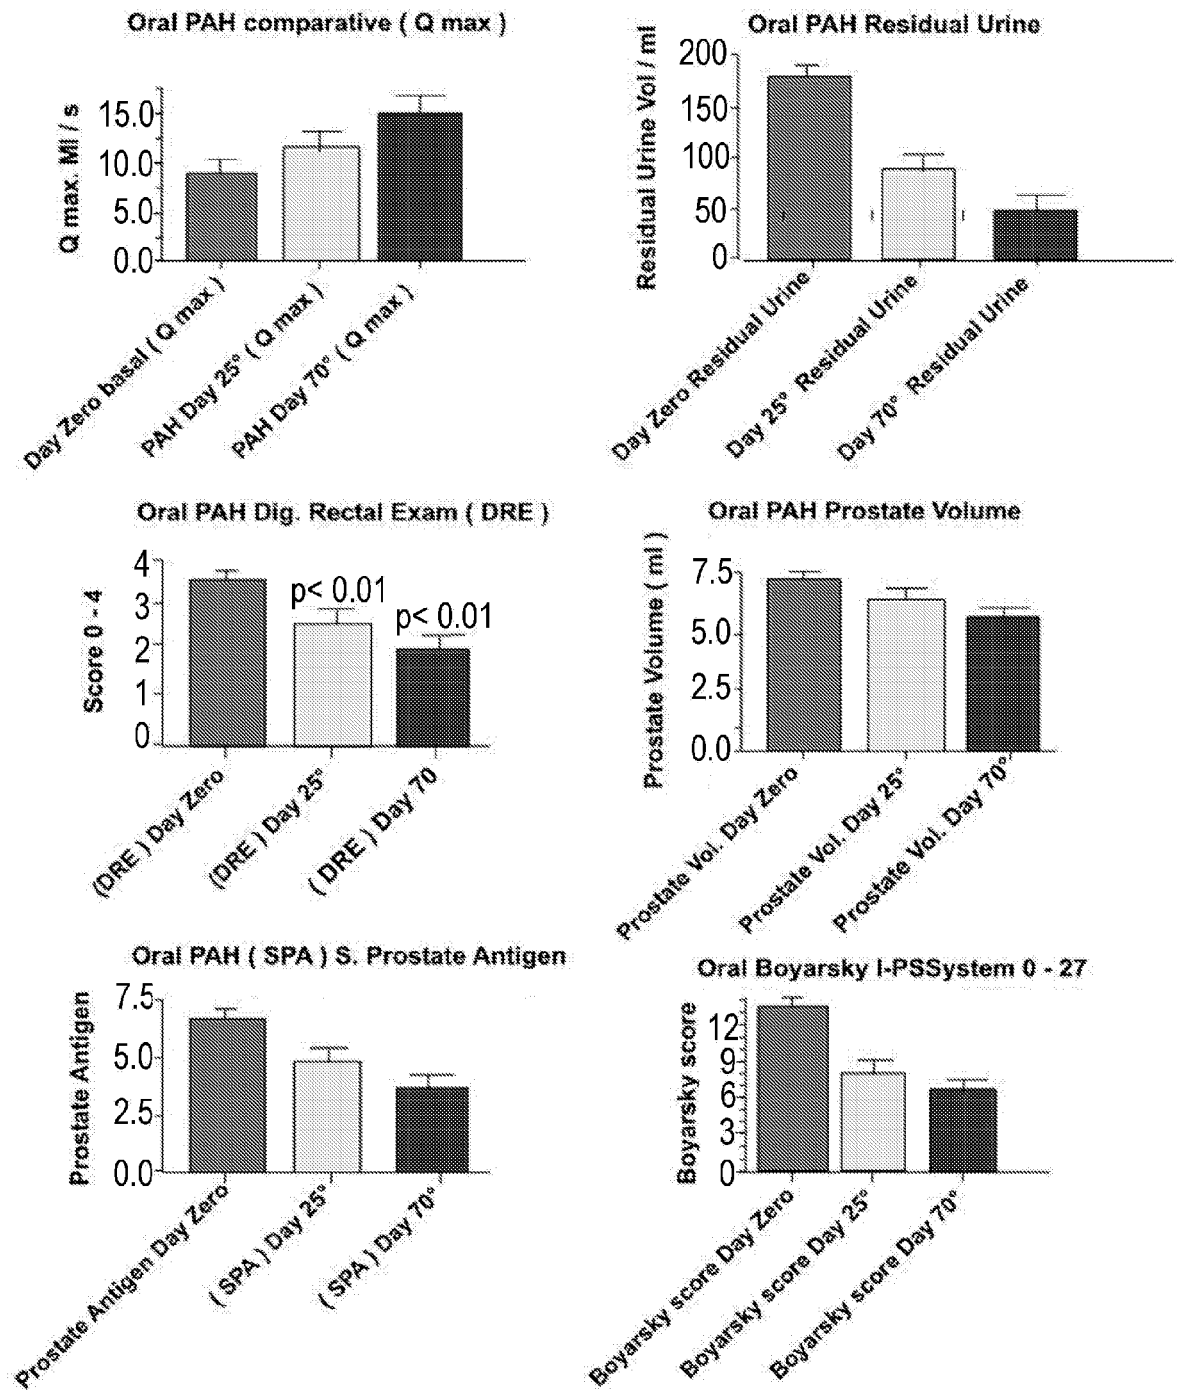 Oral PAH comparative ( Q max )
Q max. Ml / s
15.0
10.0
5.0
0.0
Day Zero basal ( Q max )
PAH Day 25° ( Q max )
PAH Day 70° ( Q max )
Oral PAH Residual Urine
Residual Urine Vol / ml
200
150
100
50
0
Day Zero Residual Urine
Day 25° Residual Urine
Day 70° Residual Urine
Oral PAH Dig. Rectal Exam ( DRE )
Score 0 - 4
4
3
2
1
0
p< 0.01
p< 0.01
(DRE ) Day Zero
(DRE ) Day 25°
( DRE ) Day 70
Oral PAH Prostate Volume
Prostate Volume ( ml )
7.5
5.0
2.5
0.0
Prostate Vol. Day Zero
Prostate Vol. Day 25°
Prostate Vol. Day 70°
Oral PAH ( SPA ) S. Prostate Antigen
Prostate Antigen
7.5
5.0
2.5
0.0
Prostate Antigen Day Zero
( SPA ) Day 25°
( SPA ) Day 70°
Oral Boyarsky I-PSSystem 0 - 27
Boyarsky score
12
9
6
3
0
Boyarsky score Day Zero
Boyarsky score Day 25°
Boyarsky score Day 70°